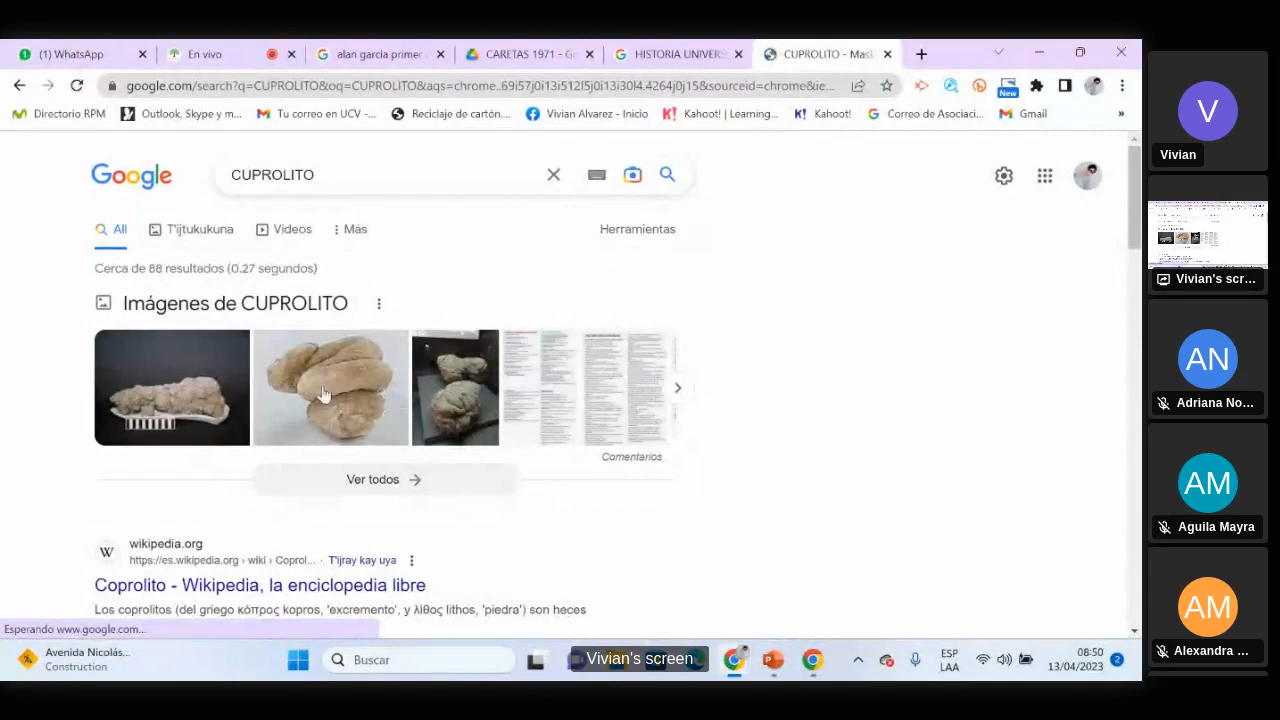 (1) WhatsApp
En vivo
alan garcia primer
CARETAS 1971 - Go
HISTORIA UNIVERS
CUPROLITO - Mask
google.com/search?q=CUPROLITO&oq=CUPROLITO&aqs=chrome..69i57j0i13i512l5j0i13i30l4.4264j0j15&sourceid=chrome&ie...
New
Directorio RPM
Outlook, Skype y m...
Tu correo en UCV -...
Reciclaje de cartón....
Vivian Alvarez - Inicio
Kahoot! | Learning...
Kahoot!
Correo de Asociaci...
Gmail
»
Google
CUPROLITO
All
T'ijtukukuna
Videos
Más
Herramientas
Cerca de 88 resultados (0.27 segundos)
Imágenes de CUPROLITO
Comentarios
Ver todos
W
wikipedia.org
https://es.wikipedia.org › wiki › Coprol... · T'ijray kay uya
Coprolito - Wikipedia, la enciclopedia libre
Los coprolitos (del griego κόπρος kopros, 'excremento', y λίθος lithos, 'piedra') son heces
Esperando www.google.com...
Avenida Nicolás...
Construction
Buscar
Vivian's screen
ESP
LAA
08:50
13/04/2023
2
V
Vivian
Vivian's scr...
AN
Adriana No...
AM
Aguila Mayra
AM
Alexandra ...